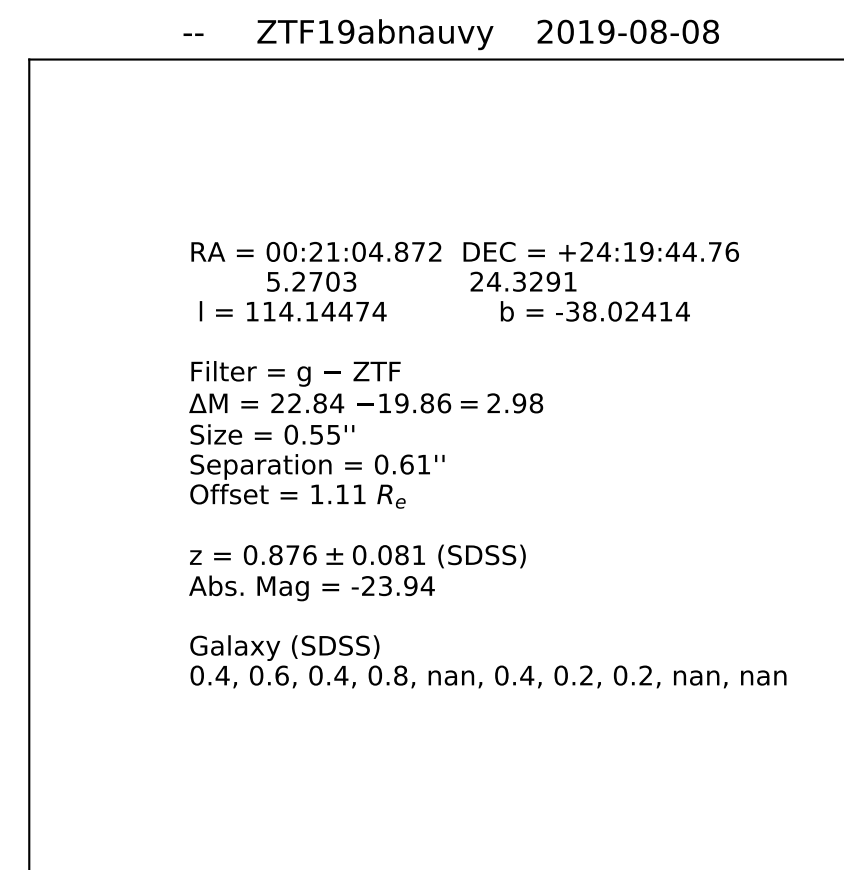 -- ZTF19abnauvy 2019-08-08
RA = 00:21:04.872 DEC = +24:19:44.76
5.2703 24.3291
l = 114.14474 b = -38.02414
Filter = g − ZTF
ΔM = 22.84 −19.86 = 2.98
Size = 0.55''
Separation = 0.61''
Offset = 1.11 Re
z = 0.876 ± 0.081 (SDSS)
Abs. Mag = -23.94
Galaxy (SDSS)
0.4, 0.6, 0.4, 0.8, nan, 0.4, 0.2, 0.2, nan, nan